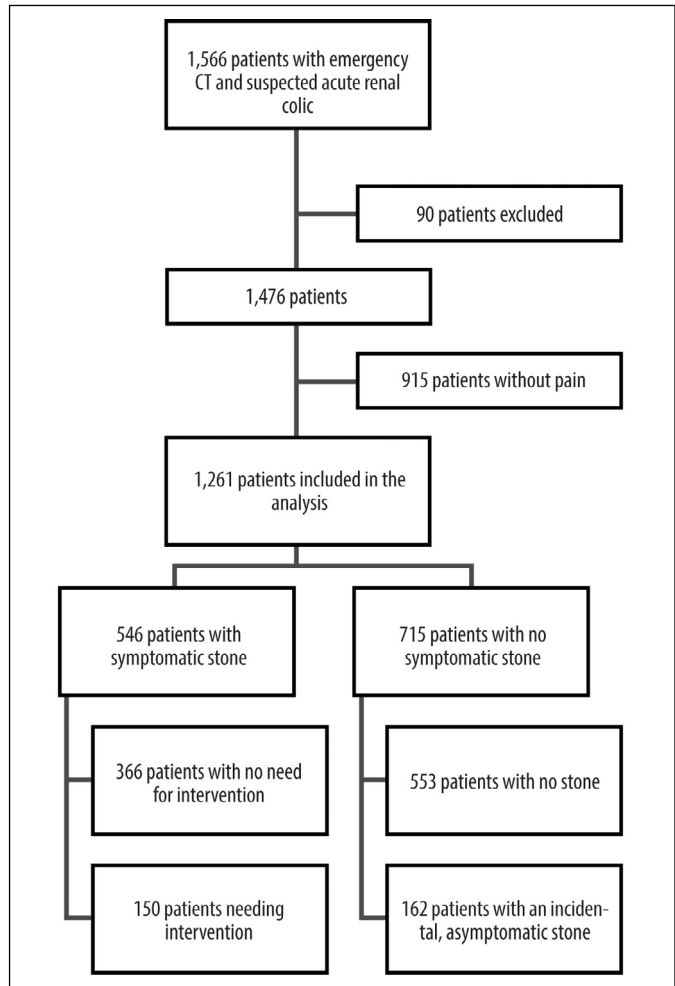 1,566 patients with emergency
CT and suspected acute renal
colic
90 patients excluded
1,476 patients
915 patients without pain
1,261 patients included in the
analysis
546 patients with
symptomatic stone
715 patients with no
symptomatic stone
366 patients with no need
for intervention
553 patients with no stone
150 patients needing
intervention
162 patients with an inciden-
tal, asymptomatic stone